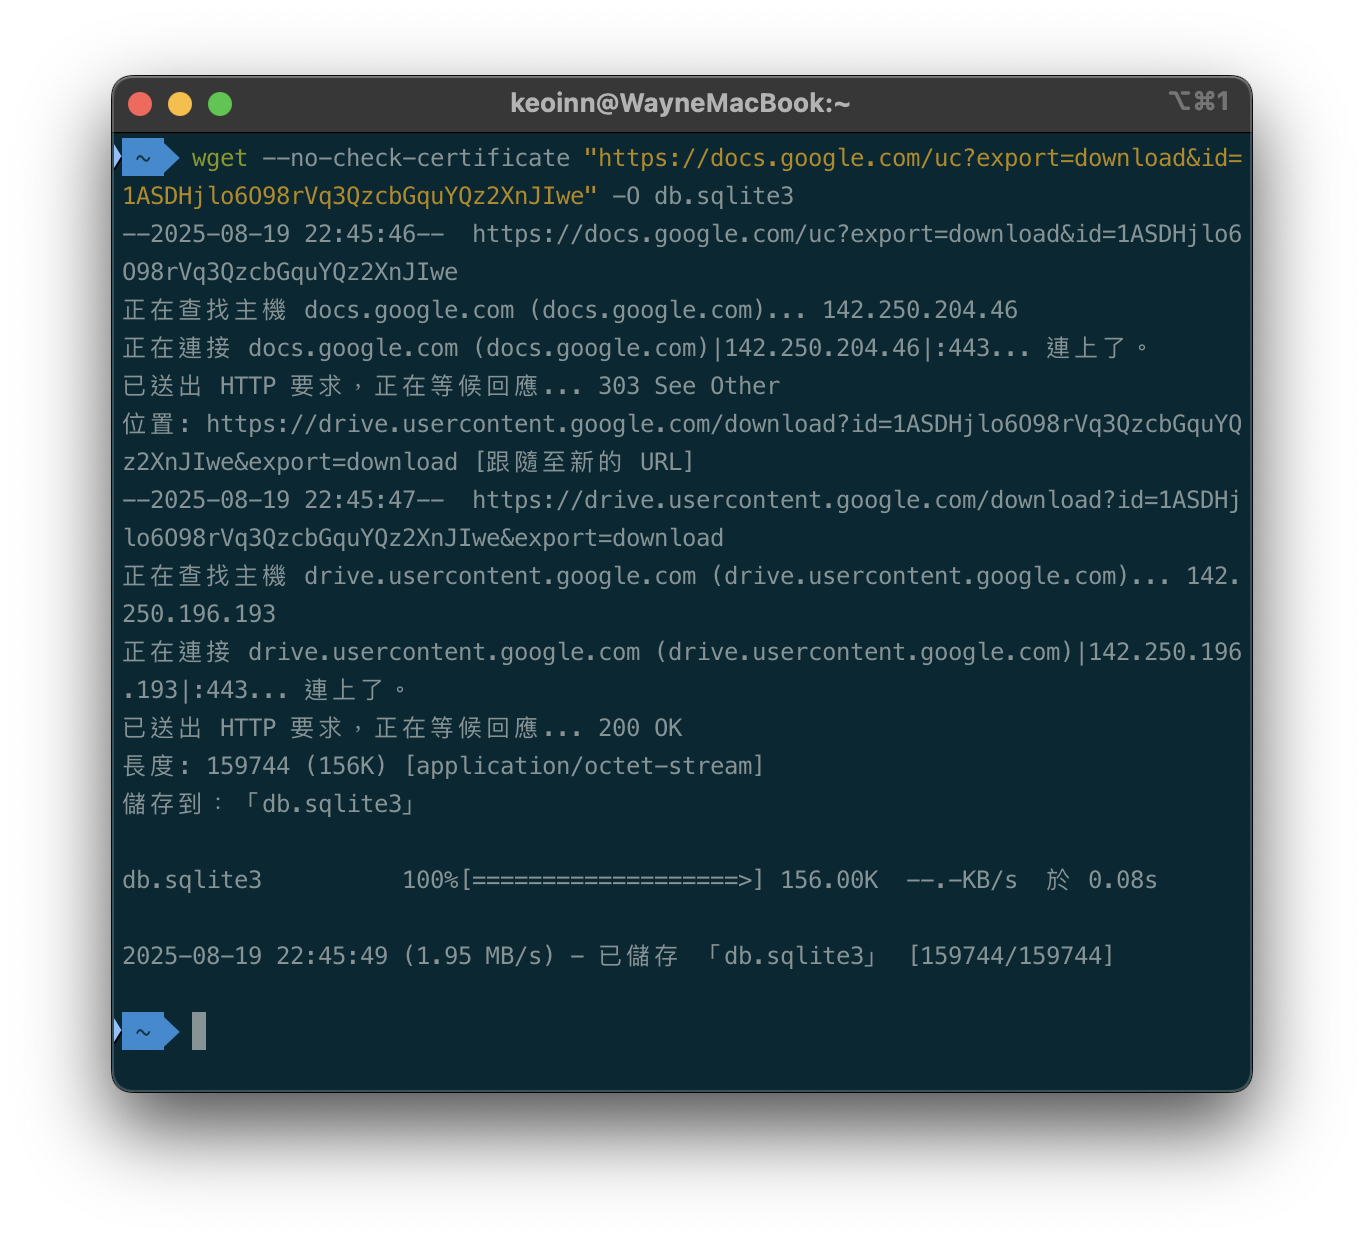 keoinn@WayneMacBook:~
⌥⌘1
~ wget --no-check-certificate "https://docs.google.com/uc?export=download&id=
1ASDHjlo6O98rVq3QzcbGquYQz2XnJIwe" -O db.sqlite3
--2025-08-19 22:45:46--  https://docs.google.com/uc?export=download&id=1ASDHjlo6
O98rVq3QzcbGquYQz2XnJIwe
正在查找主機 docs.google.com (docs.google.com)... 142.250.204.46
正在連接 docs.google.com (docs.google.com)|142.250.204.46|:443... 連上了。
已送出 HTTP 要求，正在等候回應... 303 See Other
位置: https://drive.usercontent.google.com/download?id=1ASDHjlo6O98rVq3QzcbGquYQ
z2XnJIwe&export=download [跟隨至新的 URL]
--2025-08-19 22:45:47--  https://drive.usercontent.google.com/download?id=1ASDHj
lo6O98rVq3QzcbGquYQz2XnJIwe&export=download
正在查找主機 drive.usercontent.google.com (drive.usercontent.google.com)... 142.
250.196.193
正在連接 drive.usercontent.google.com (drive.usercontent.google.com)|142.250.196
.193|:443... 連上了。
已送出 HTTP 要求，正在等候回應... 200 OK
長度: 159744 (156K) [application/octet-stream]
儲存到：「db.sqlite3」
db.sqlite3          100%[===================>] 156.00K  --.-KB/s  於 0.08s
2025-08-19 22:45:49 (1.95 MB/s) - 已儲存 「db.sqlite3」 [159744/159744]
~